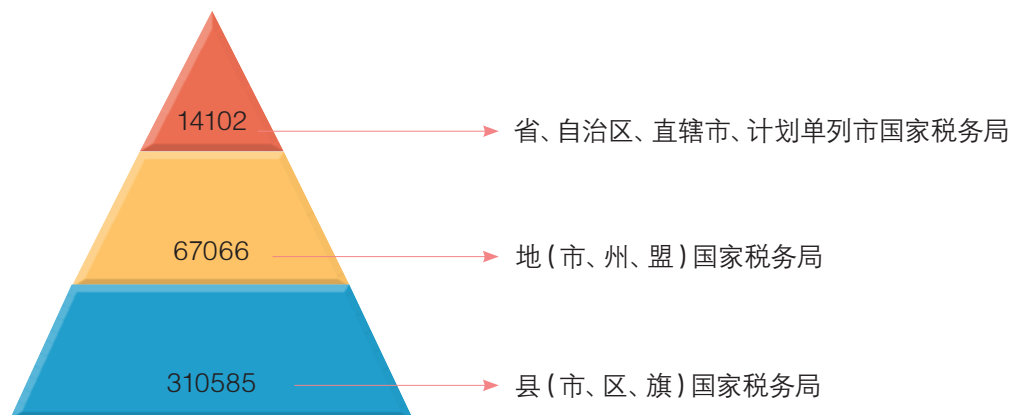 14102
省、自治区、直辖市、计划单列市国家税务局
67066
地(市、州、盟)国家税务局
310585
县(市、区、旗)国家税务局